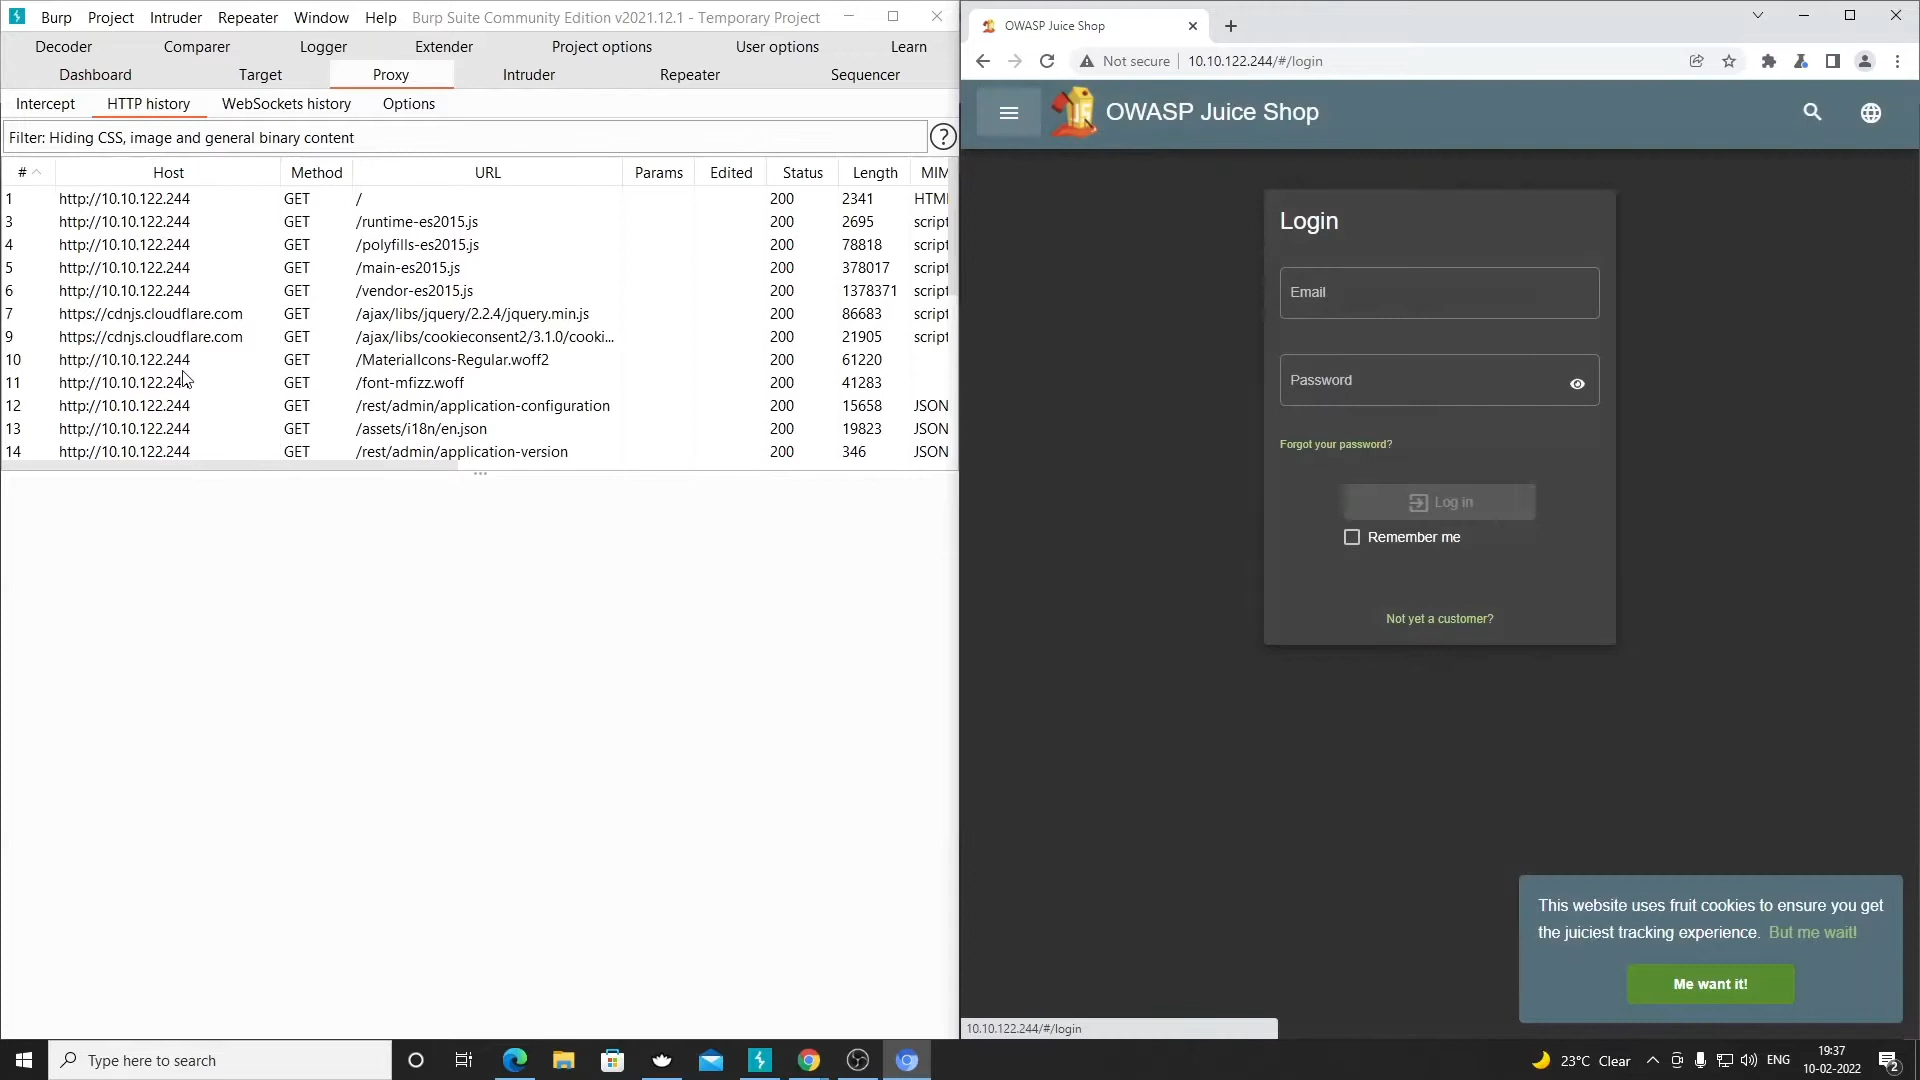 Burp Project Intruder Repeater Window Help Burp Suite Community Edition v2021.12.1 - Temporary Project
Decoder Comparer Logger Extender Project options User options Learn
Dashboard Target Proxy Intruder Repeater Sequencer
Intercept HTTP history WebSockets history Options
Filter: Hiding CSS, image and general binary content ?
# Host Method URL Params Edited Status Length MIM
1 http://10.10.122.244 GET / 200 2341 HTMI
3 http://10.10.122.244 GET /runtime-es2015.js 200 2695 script
4 http://10.10.122.244 GET /polyfills-es2015.js 200 78818 script
5 http://10.10.122.244 GET /main-es2015.js 200 378017 script
6 http://10.10.122.244 GET /vendor-es2015.js 200 1378371 script
7 https://cdnjs.cloudflare.com GET /ajax/libs/jquery/2.2.4/jquery.min.js 200 86683 script
9 https://cdnjs.cloudflare.com GET /ajax/libs/cookieconsent2/3.1.0/cooki... 200 21905 script
10 http://10.10.122.244 GET /MaterialIcons-Regular.woff2 200 61220
11 http://10.10.122.244 GET /font-mfizz.woff 200 41283
12 http://10.10.122.244 GET /rest/admin/application-configuration 200 15658 JSON
13 http://10.10.122.244 GET /assets/i18n/en.json 200 19823 JSON
14 http://10.10.122.244 GET /rest/admin/application-version 200 346 JSON
OWASP Juice Shop
Not secure 10.10.122.244/#/login
OWASP Juice Shop
Login
Email
Password
Forgot your password?
Log in
Remember me
Not yet a customer?
This website uses fruit cookies to ensure you get
the juiciest tracking experience. But me wait!
Me want it!
10.10.122.244/#/login
Type here to search
23°C Clear
ENG
19:37
10-02-2022
2